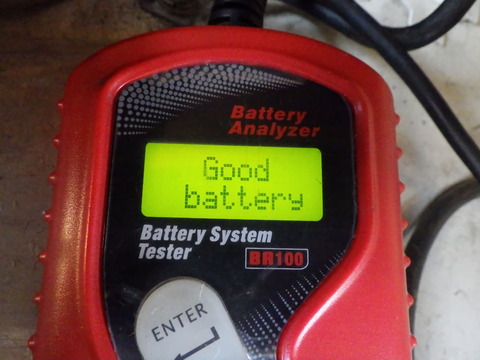 Battery
Analyzer
Good
battery
Battery System
Tester
BR100
ENTER